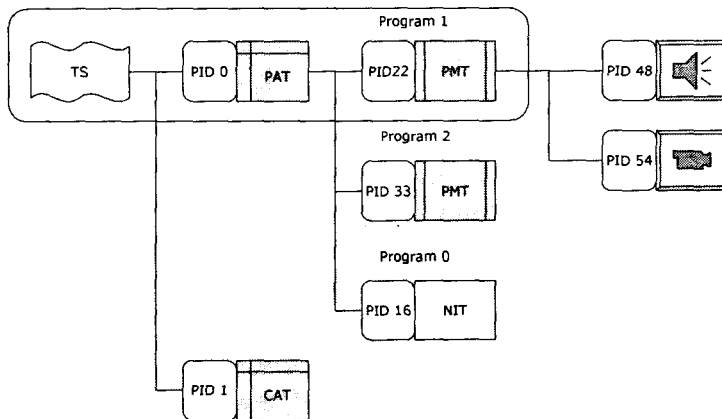 Program 1
TS
PID 0
PAT
PID22
PMT
PID 48
PID 54
Program 2
PID 33
PMT
Program 0
PID 16
NIT
PID 1
CAT